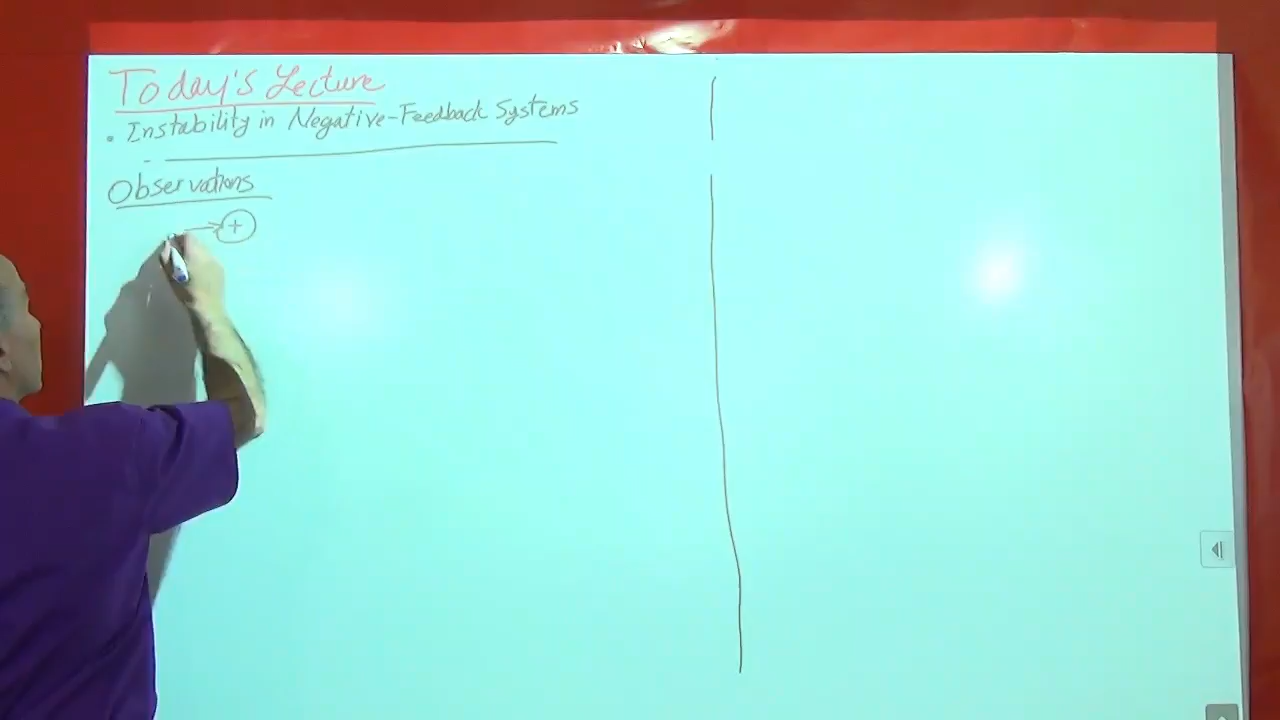 Today's Lecture
• Instability in Negative-Feedback Systems
Observations
+